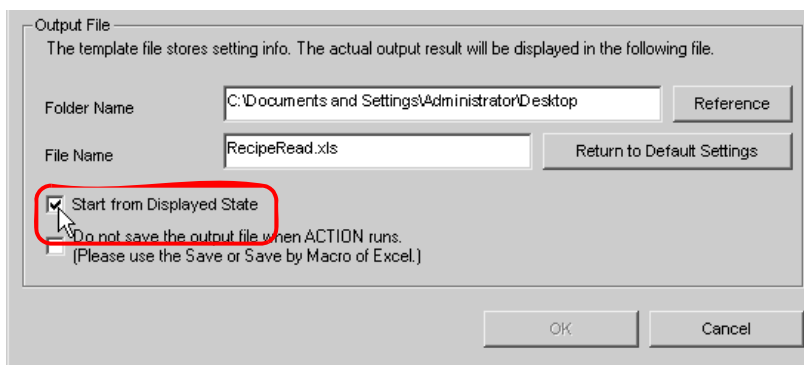 Output File
The template file stores setting info. The actual output result will be displayed in the following file.
Folder Name
C:\Documents and Settings\Administrator\Desktop
Reference
File Name
RecipeRead.xls
Return to Default Settings
Start from Displayed State
Do not save the output file when ACTION runs.
(Please use the Save or Save by Macro of Excel.)
OK
Cancel